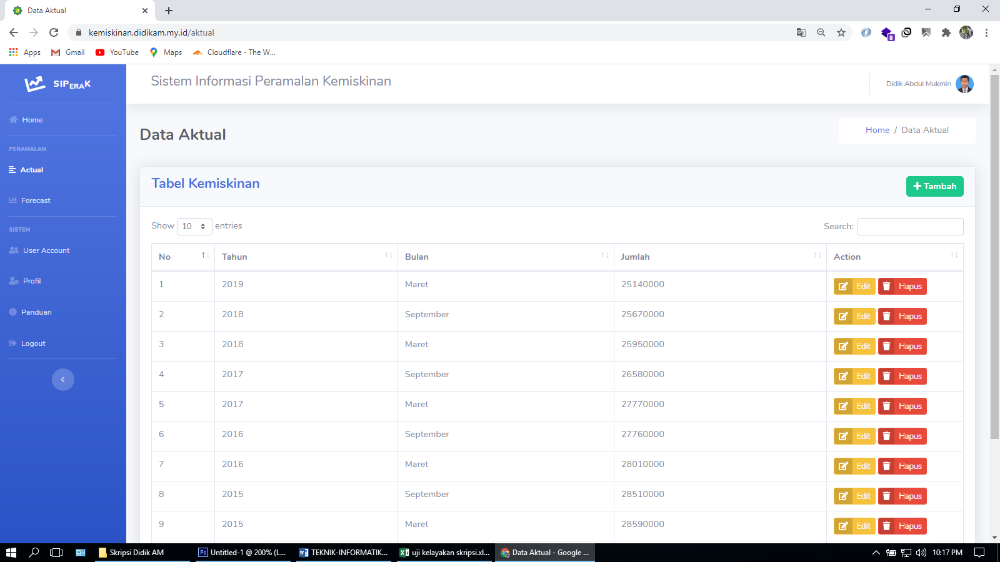 Data Aktual
kemiskinan.didikam.my.id/aktual
8
Apps Gmail YouTube Maps Cloudflare - The W...
SIPERAK
Sistem Informasi Peramalan Kemiskinan
Didik Abdul Mukmin
Home
PERAMALAN
Actual
Forecast
SISTEM
User Account
Profil
Panduan
Logout
Data Aktual
Home / Data Aktual
Tabel Kemiskinan
Tambah
Show 10 entries
Search:
No Tahun Bulan Jumlah Action
1 2019 Maret 25140000 Edit Hapus
2 2018 September 25670000 Edit Hapus
3 2018 Maret 25950000 Edit Hapus
4 2017 September 26580000 Edit Hapus
5 2017 Maret 27770000 Edit Hapus
6 2016 September 27760000 Edit Hapus
7 2016 Maret 28010000 Edit Hapus
8 2015 September 28510000 Edit Hapus
9 2015 Maret 28590000 Edit Hapus
Skripsi Didik AM
Ps Untitled-1 @ 200% (L...
TEKNIK-INFORMATIK...
uji kelayakan skripsi.xl...
Data Aktual - Google ...
10:17 PM